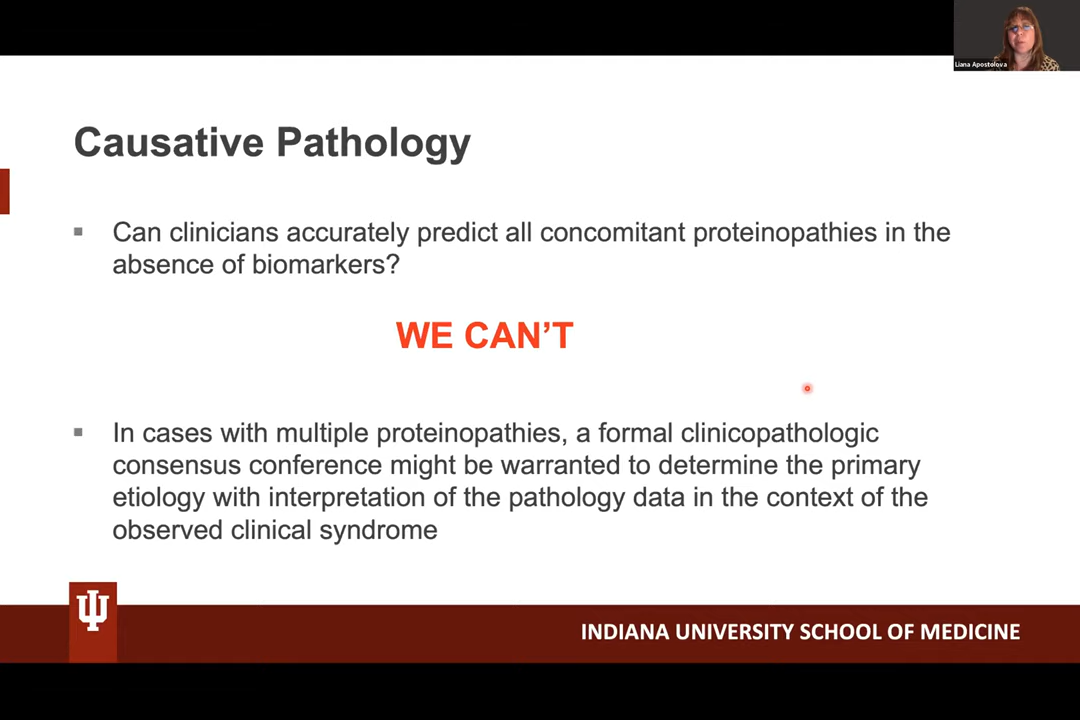 Liana Apostolova
Causative Pathology
▪ Can clinicians accurately predict all concomitant proteinopathies in the
absence of biomarkers?
WE CAN’T
▪ In cases with multiple proteinopathies, a formal clinicopathologic
consensus conference might be warranted to determine the primary
etiology with interpretation of the pathology data in the context of the
observed clinical syndrome
INDIANA UNIVERSITY SCHOOL OF MEDICINE